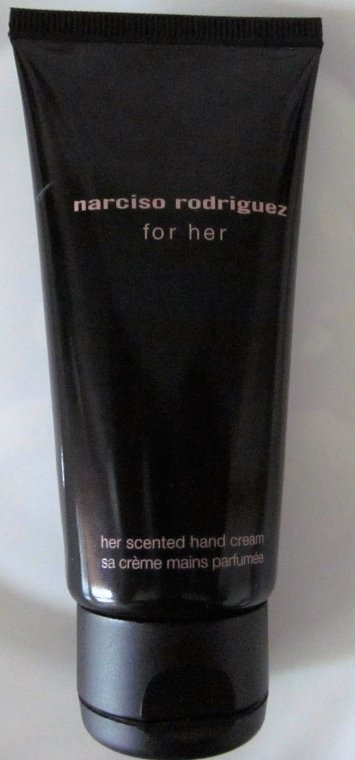 narciso rodriguez
for her
her scented hand cream
sa crème mains parfumée